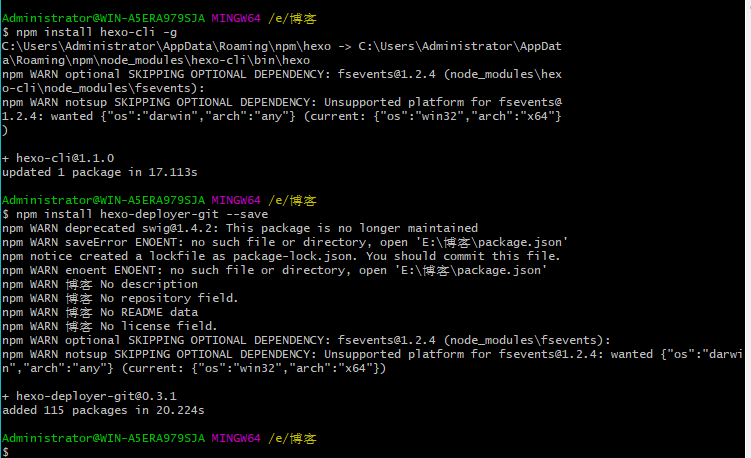 Administrator@WIN-A5ERA979SJA MINGW64 /e/博客
$ npm install hexo-cli -g
C:\Users\Administrator\AppData\Roaming\npm\hexo -> C:\Users\Administrator\AppDat
a\Roaming\npm\node_modules\hexo-cli\bin\hexo
npm WARN optional SKIPPING OPTIONAL DEPENDENCY: fsevents@1.2.4 (node_modules\hex
o-cli\node_modules\fsevents):
npm WARN notsup SKIPPING OPTIONAL DEPENDENCY: Unsupported platform for fsevents@
1.2.4: wanted {"os":"darwin","arch":"any"} (current: {"os":"win32","arch":"x64"}
)
+ hexo-cli@1.1.0
updated 1 package in 17.113s
Administrator@WIN-A5ERA979SJA MINGW64 /e/博客
$ npm install hexo-deployer-git --save
npm WARN deprecated swig@1.4.2: This package is no longer maintained
npm WARN saveError ENOENT: no such file or directory, open 'E:\博客\package.json'
npm notice created a lockfile as package-lock.json. You should commit this file.
npm WARN enoent ENOENT: no such file or directory, open 'E:\博客\package.json'
npm WARN 博客 No description
npm WARN 博客 No repository field.
npm WARN 博客 No README data
npm WARN 博客 No license field.
npm WARN optional SKIPPING OPTIONAL DEPENDENCY: fsevents@1.2.4 (node_modules\fsevents):
npm WARN notsup SKIPPING OPTIONAL DEPENDENCY: Unsupported platform for fsevents@1.2.4: wanted {"os":"darwi
n","arch":"any"} (current: {"os":"win32","arch":"x64"})
+ hexo-deployer-git@0.3.1
added 115 packages in 20.224s
Administrator@WIN-A5ERA979SJA MINGW64 /e/博客
$